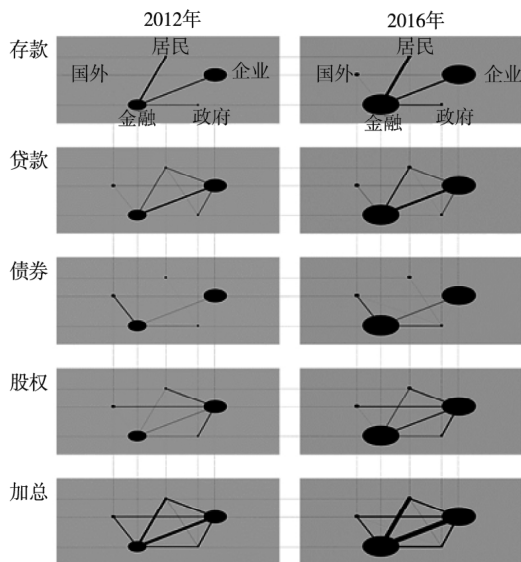 2012年 2016年
存款 居民 居民
国外 企业 国外 企业
金融 政府 金融 政府
贷款
债券
股权
加总